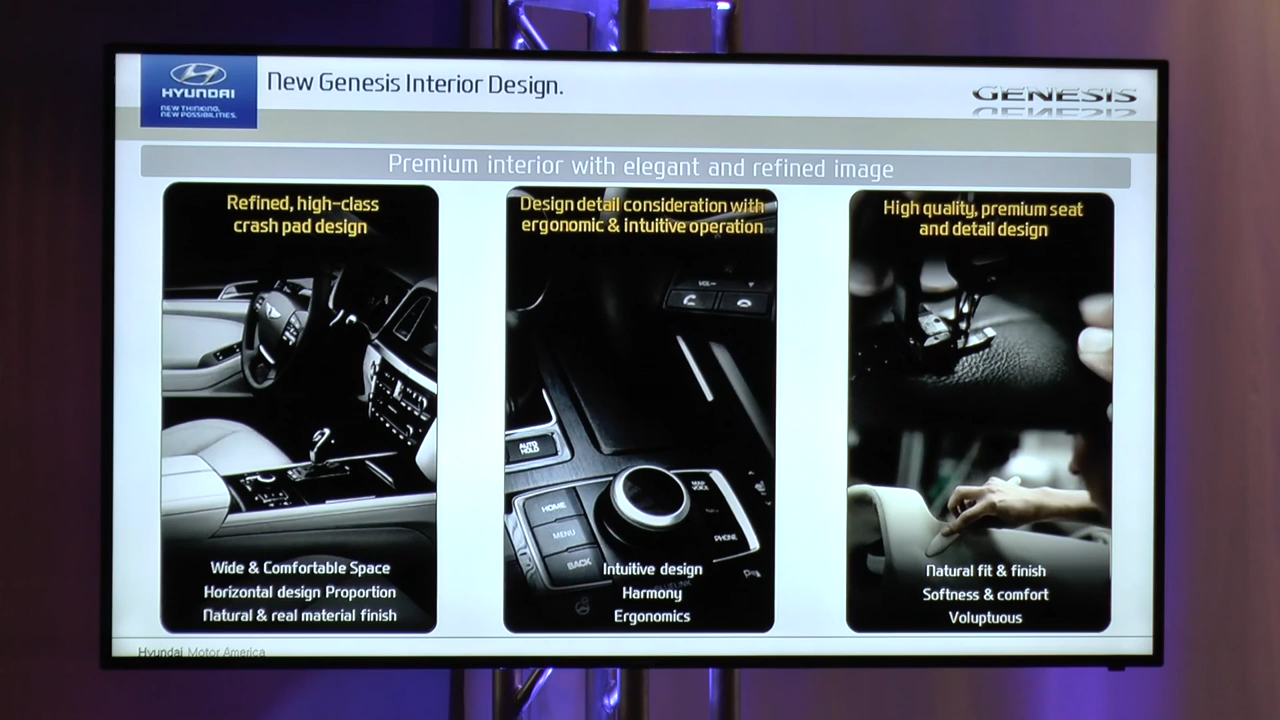 HYUNDAI
NEW THINKING.
NEW POSSIBILITIES.
New Genesis Interior Design.
GENESIS
Premium interior with elegant and refined image
Refined, high-class
crash pad design
Wide & Comfortable Space
Horizontal design Proportion
Natural & real material finish
Design detail consideration with
ergonomic & intuitive operation
VOL-
AUTO
HOLD
HOME
MENU
BACK
MAP
VOICE
PHONE
Intuitive design
Harmony
Ergonomics
High quality, premium seat
and detail design
Natural fit & finish
Softness & comfort
Voluptuous
Hyundai Motor America